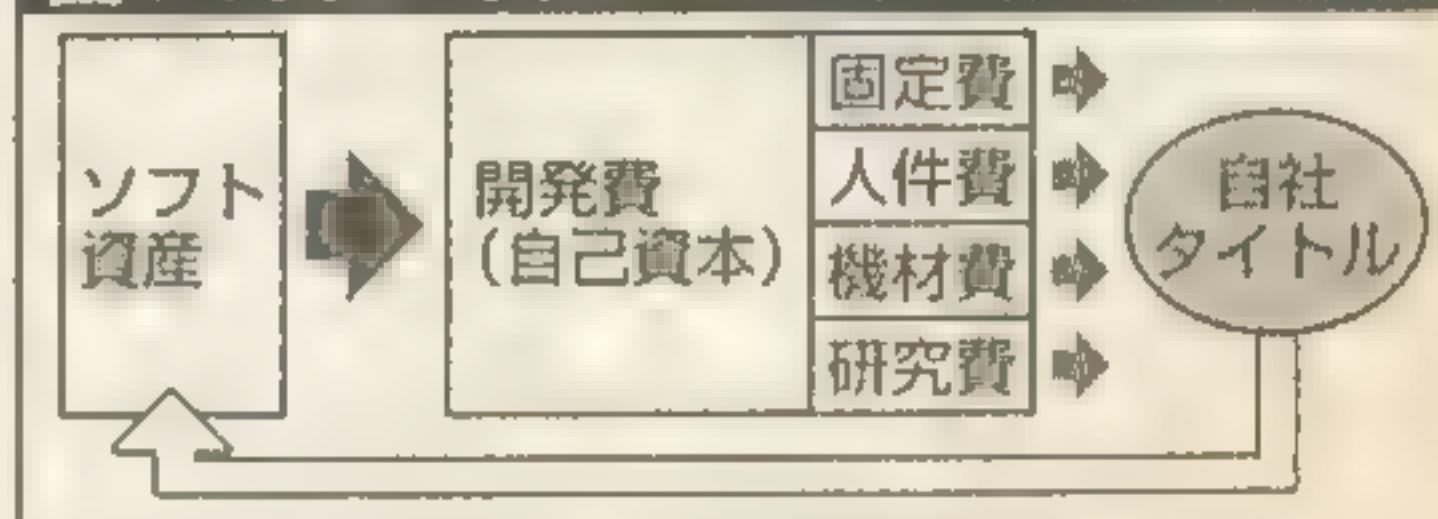 ソフト
資産
開発費
(自己資本)
固定費
人件費
機材費
研究費
自社
タイトル